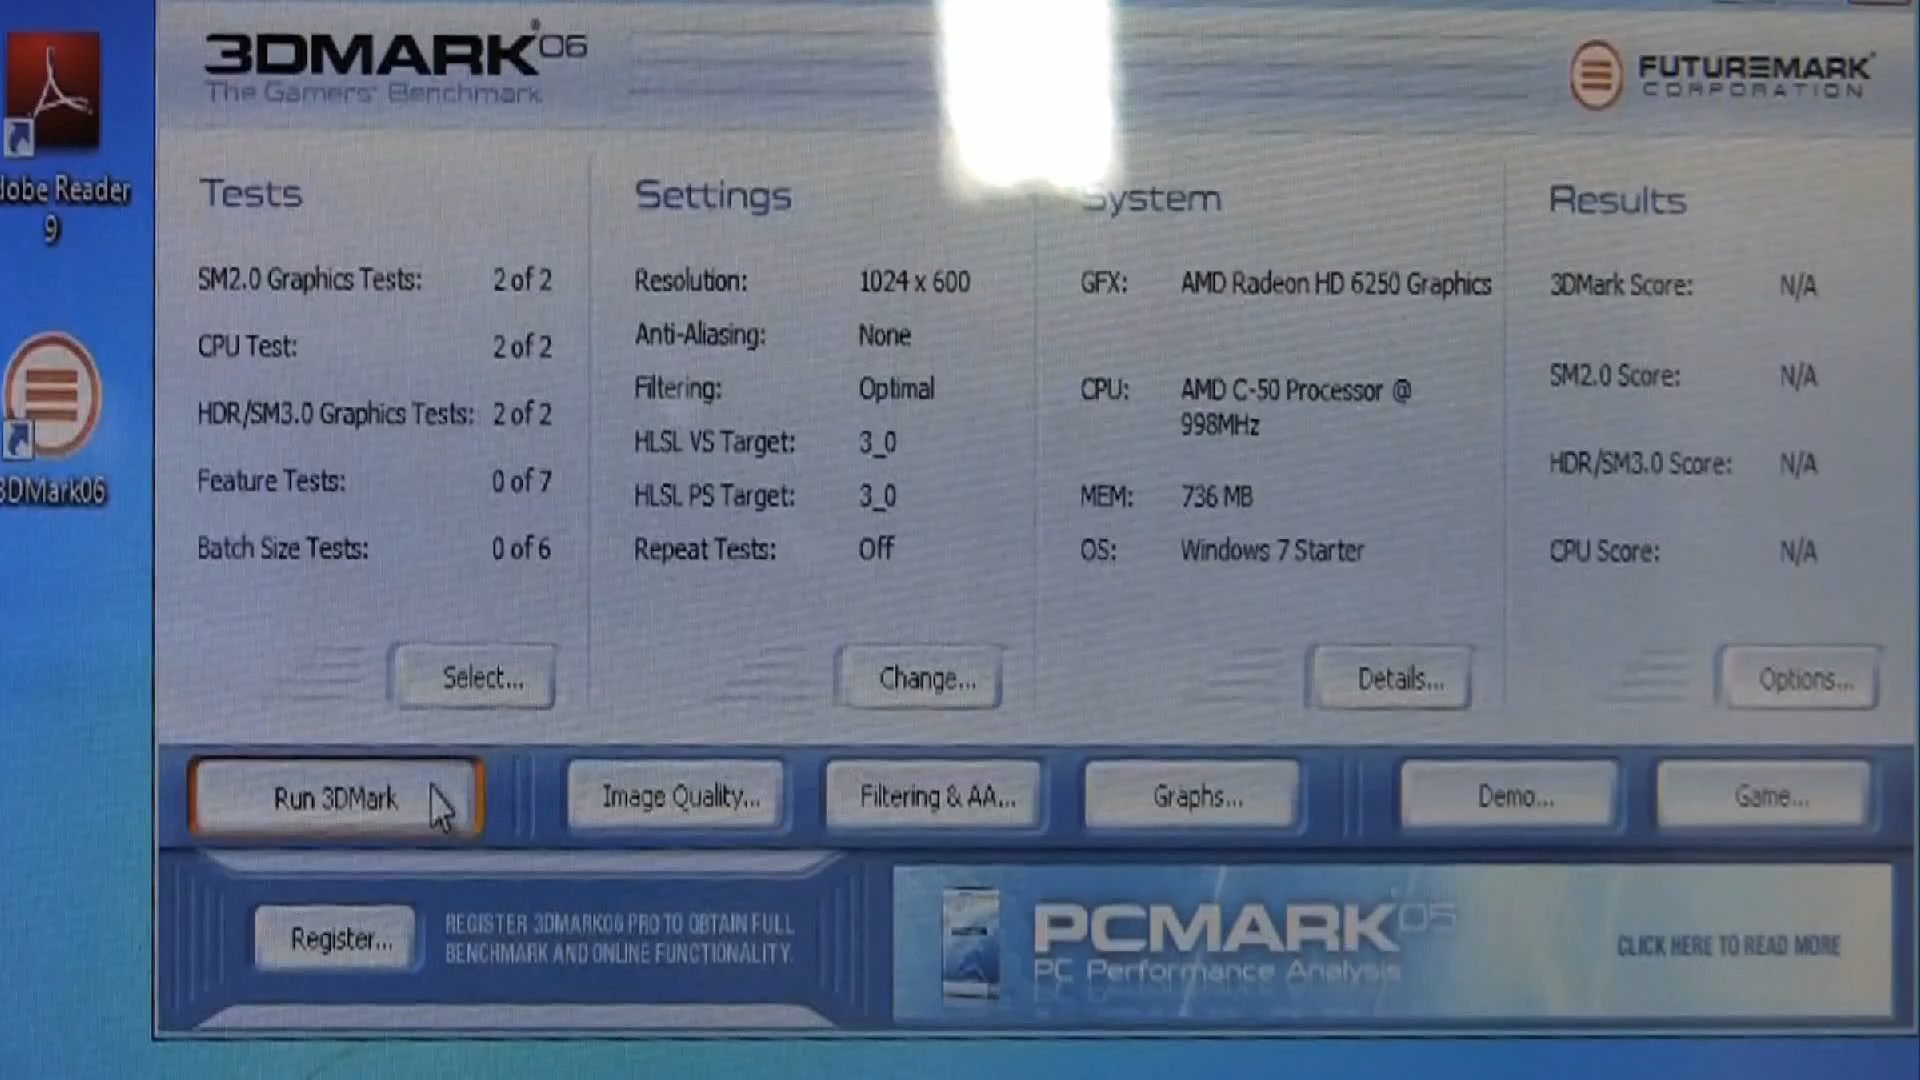 3DMARK®06
The Gamers' Benchmark
FUTUREMARK
CORPORATION
dobe Reader
9
3DMark06
Tests
SM2.0 Graphics Tests: 2 of 2
CPU Test: 2 of 2
HDR/SM3.0 Graphics Tests: 2 of 2
Feature Tests: 0 of 7
Batch Size Tests: 0 of 6
Select...
Settings
Resolution: 1024 x 600
Anti-Aliasing: None
Filtering: Optimal
HLSL VS Target: 3_0
HLSL PS Target: 3_0
Repeat Tests: Off
Change...
System
GFX: AMD Radeon HD 6250 Graphics
CPU: AMD C-50 Processor @
998MHz
MEM: 736 MB
OS: Windows 7 Starter
Details...
Results
3DMark Score: N/A
SM2.0 Score: N/A
HDR/SM3.0 Score: N/A
CPU Score: N/A
Options...
Run 3DMark
Image Quality...
Filtering & AA...
Graphs...
Demo...
Game...
Register...
REGISTER 3DMARK06 PRO TO OBTAIN FULL
BENCHMARK AND ONLINE FUNCTIONALITY.
PCMARK®05
PC Performance Analysis
CLICK HERE TO READ MORE